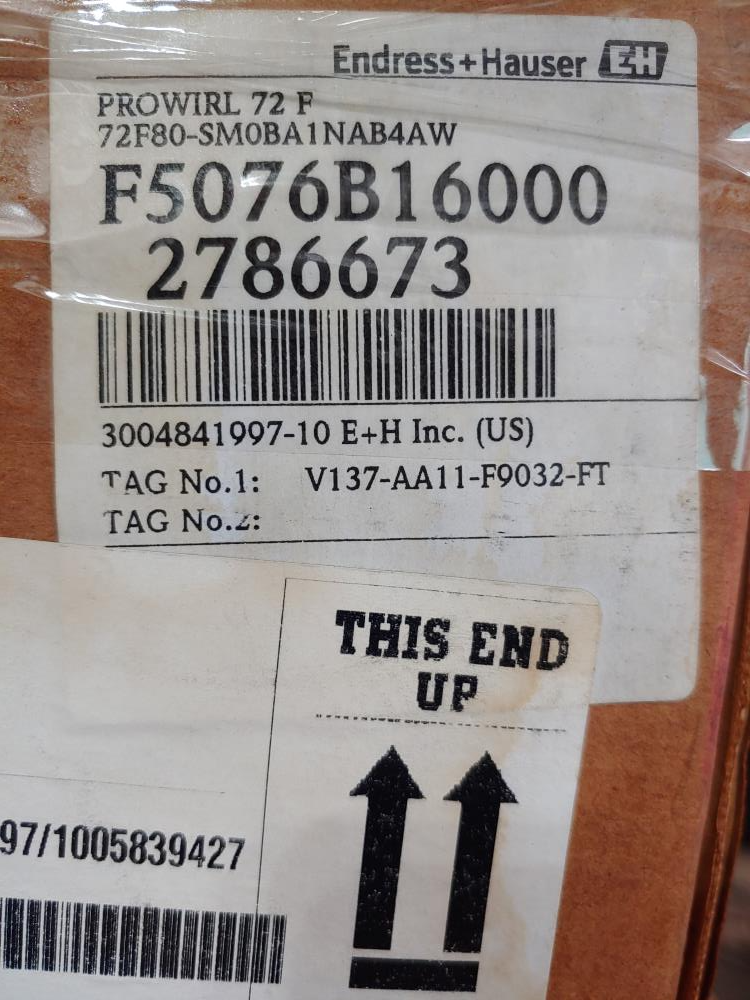 Endress+Hauser EH
PROWIRL 72 F
72F80-SM0BA1NAB4AW
F5076B16000
2786673
3004841997-10 E+H Inc. (US)
TAG No.1: V137-AA11-F9032-FT
TAG No.2:
THIS END
UP
97/1005839427